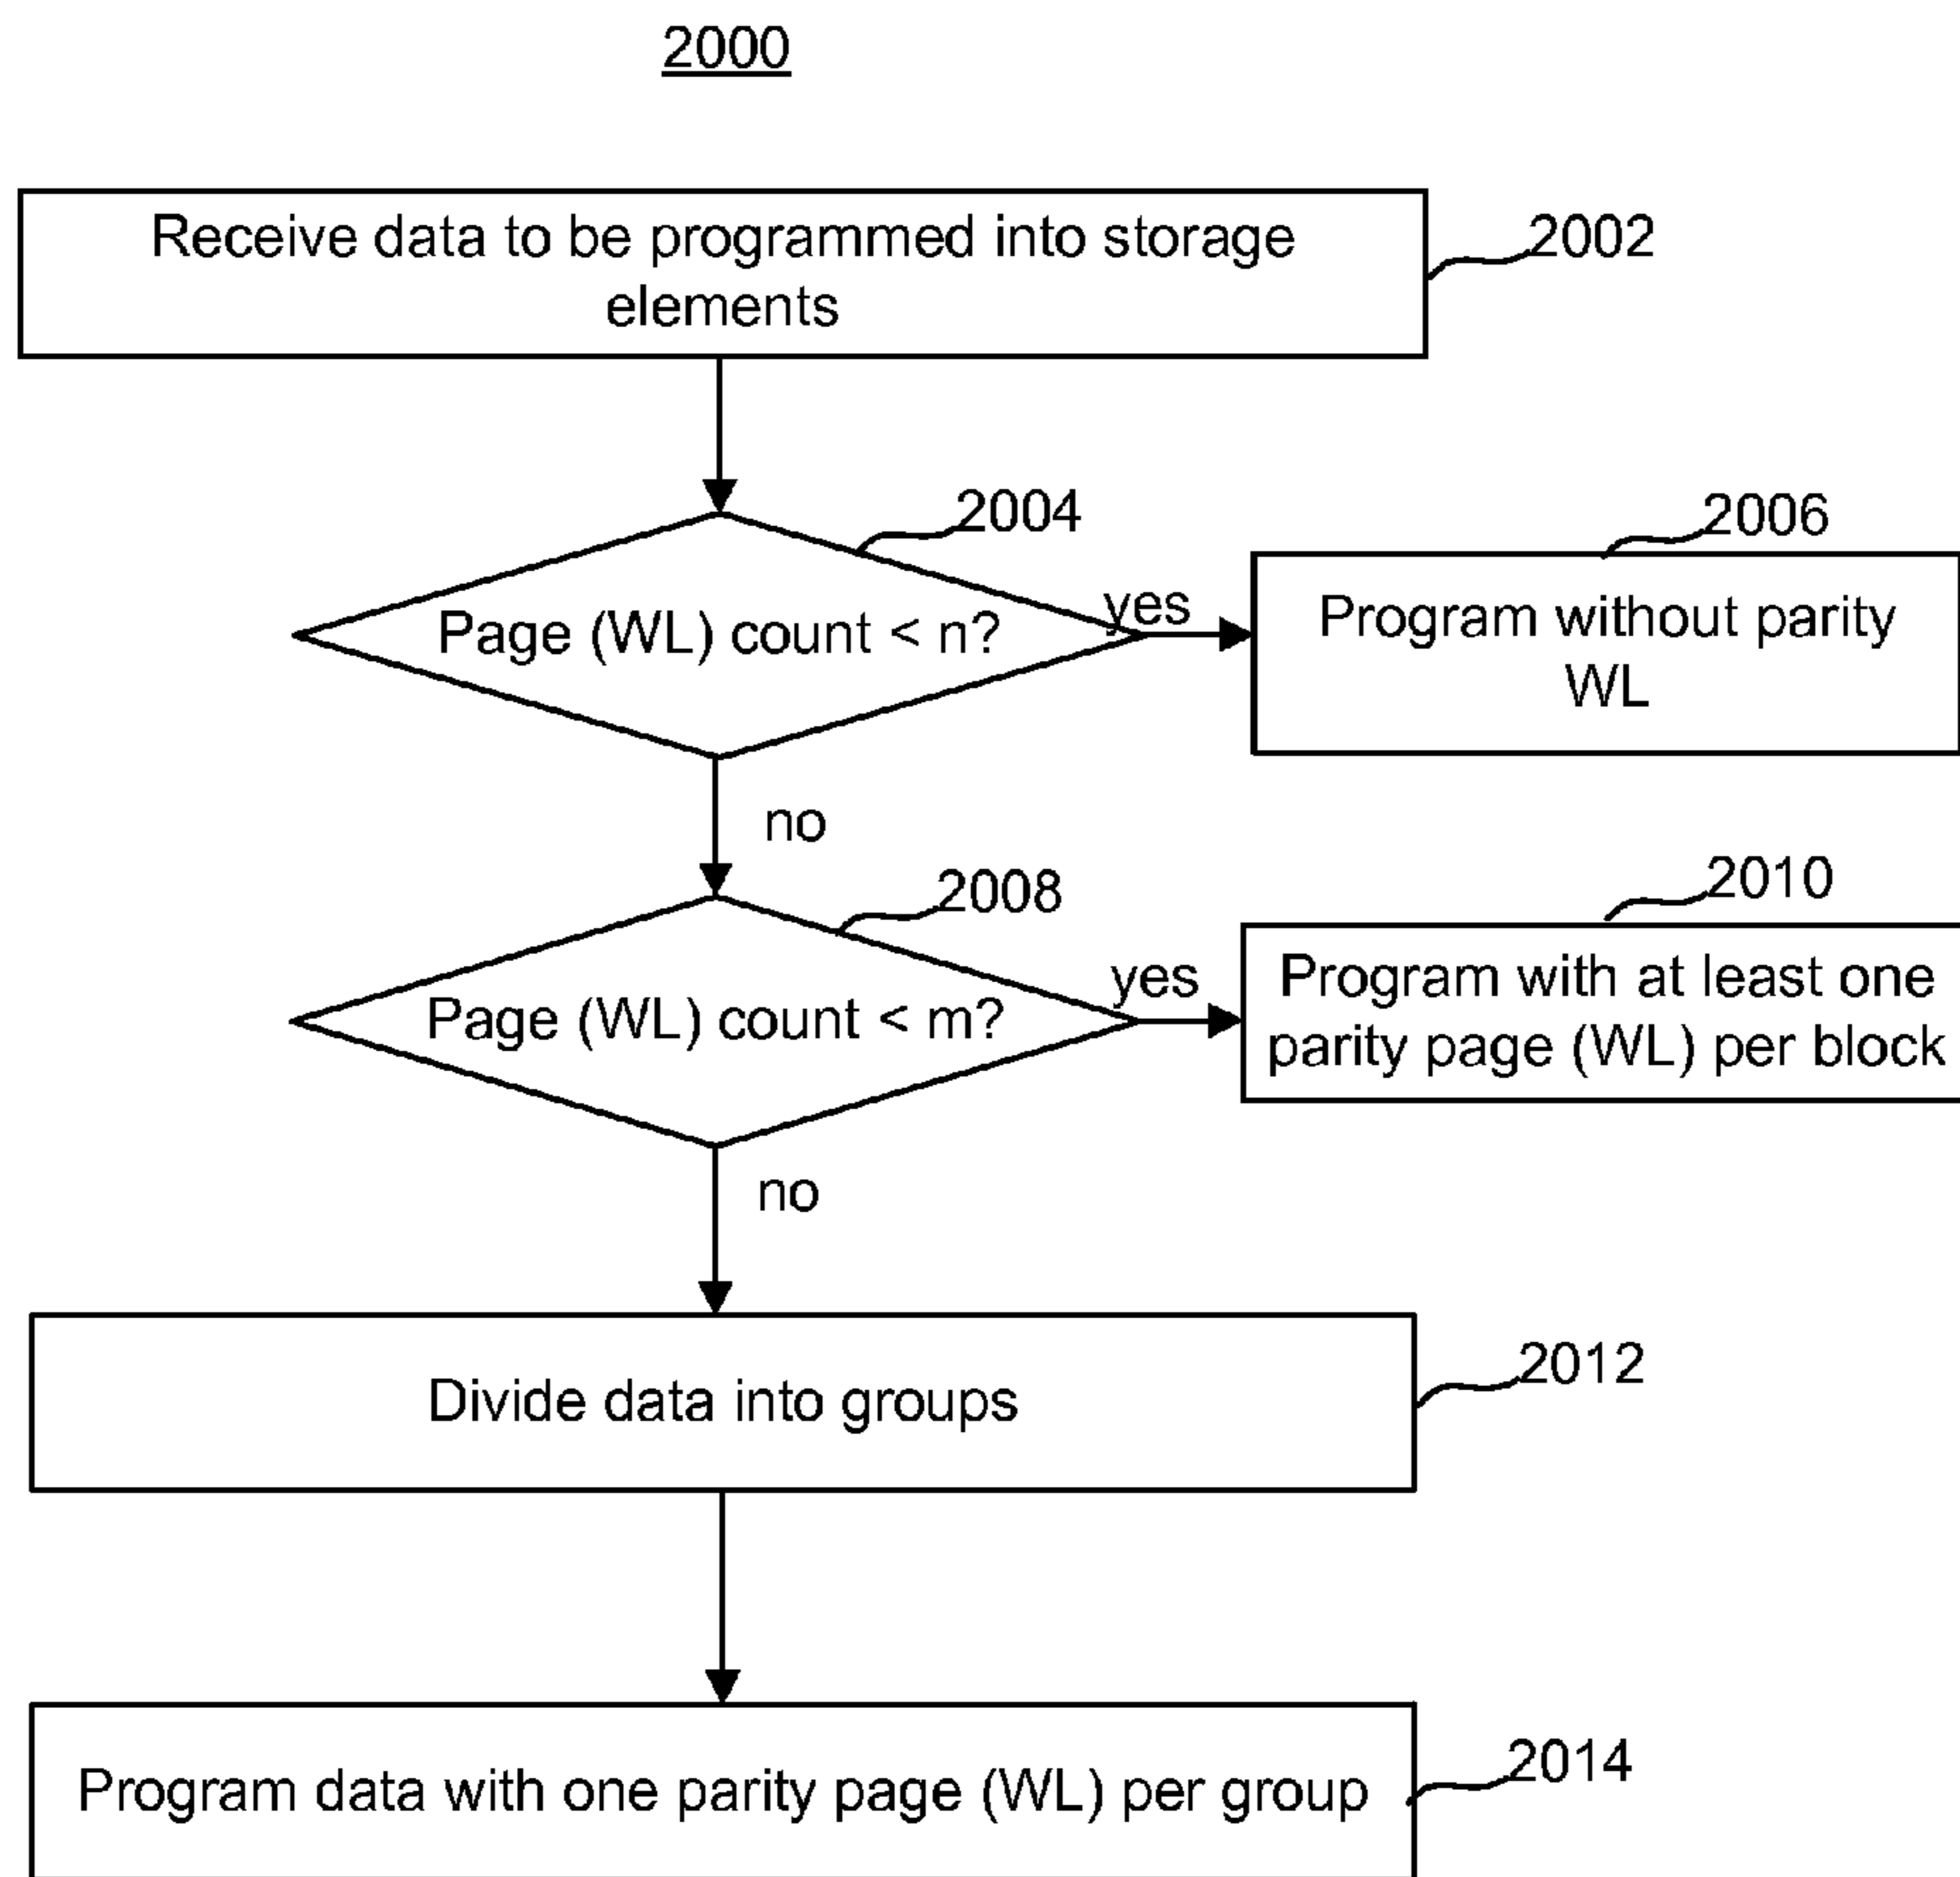 2000
Receive data to be programmed into storage
elements
2002
2004
Page (WL) count < n?
yes
2006
Program without parity
WL
no
2008
Page (WL) count < m?
yes
2010
Program with at least one
parity page (WL) per block
no
Divide data into groups
2012
Program data with one parity page (WL) per group
2014